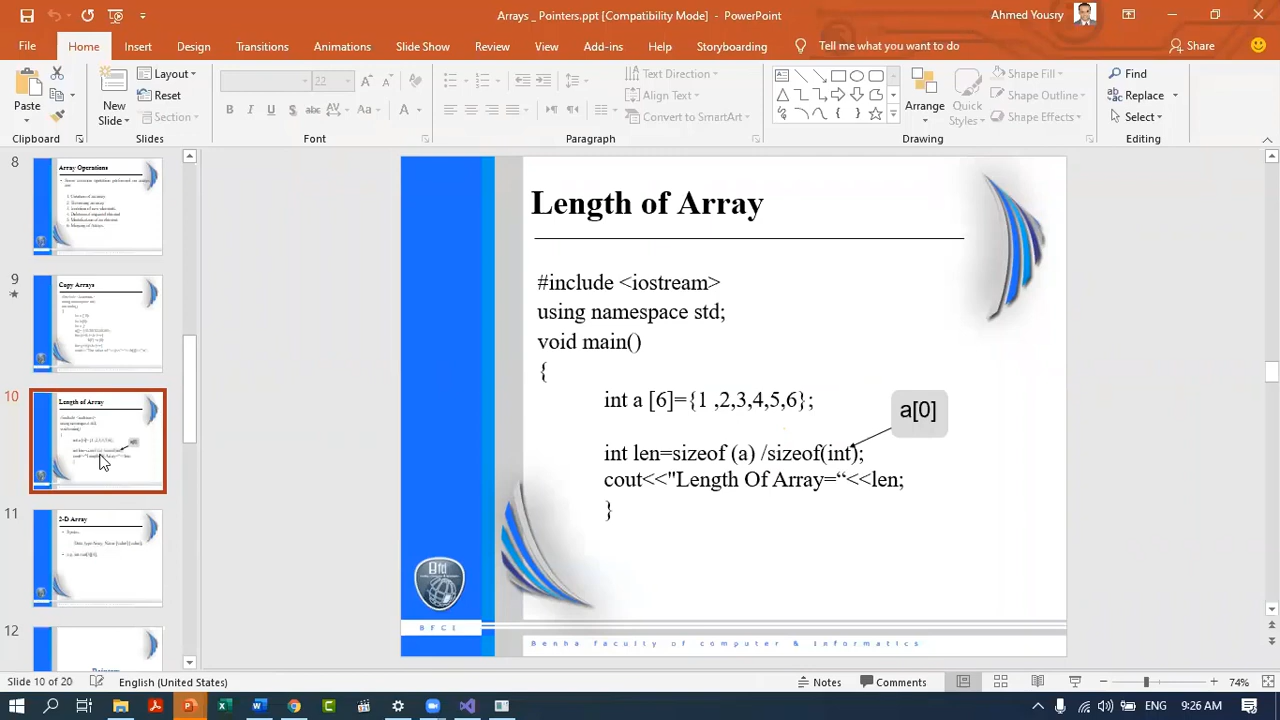 Arrays _ Pointers.ppt [Compatibility Mode] – PowerPoint
Ahmed Yousry
File
Home
Insert
Design
Transitions
Animations
Slide Show
Review
View
Add-ins
Help
Storyboarding
Tell me what you want to do
Share
Paste
New
Slide
Layout
Reset
Section
22
Text Direction
Align Text
Convert to SmartArt
Arrange
Quick
Styles
Shape Fill
Shape Outline
Shape Effects
Find
Replace
Select
Clipboard
Slides
Font
Paragraph
Drawing
Editing
8
Array Operations
9
Copy Arrays
10
Length of Array
11
2-D Array
12
Length of Array
#include <iostream>
using namespace std;
void main()
{
int a [6]={1 ,2,3,4,5,6};
a[0]
int len=sizeof (a) /sizeof(int);
cout<<"Length Of Array=“<<len;
}
BFCI
Benha faculty of computer & Informatics
Slide 10 of 20
English (United States)
Notes
Comments
74%
ENG
9:26 AM